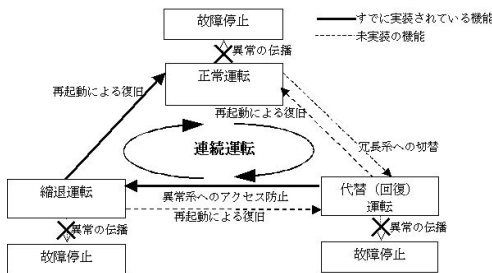 故障停止
すでに実装されている機能
未実装の機能
異常の伝播
正常運転
再起動による復旧
再起動による復旧
冗長系への切替
連続運転
縮退運転
異常系へのアクセス防止
再起動による復旧
代替（回復）
運転
異常の伝播
異常の伝播
故障停止
故障停止